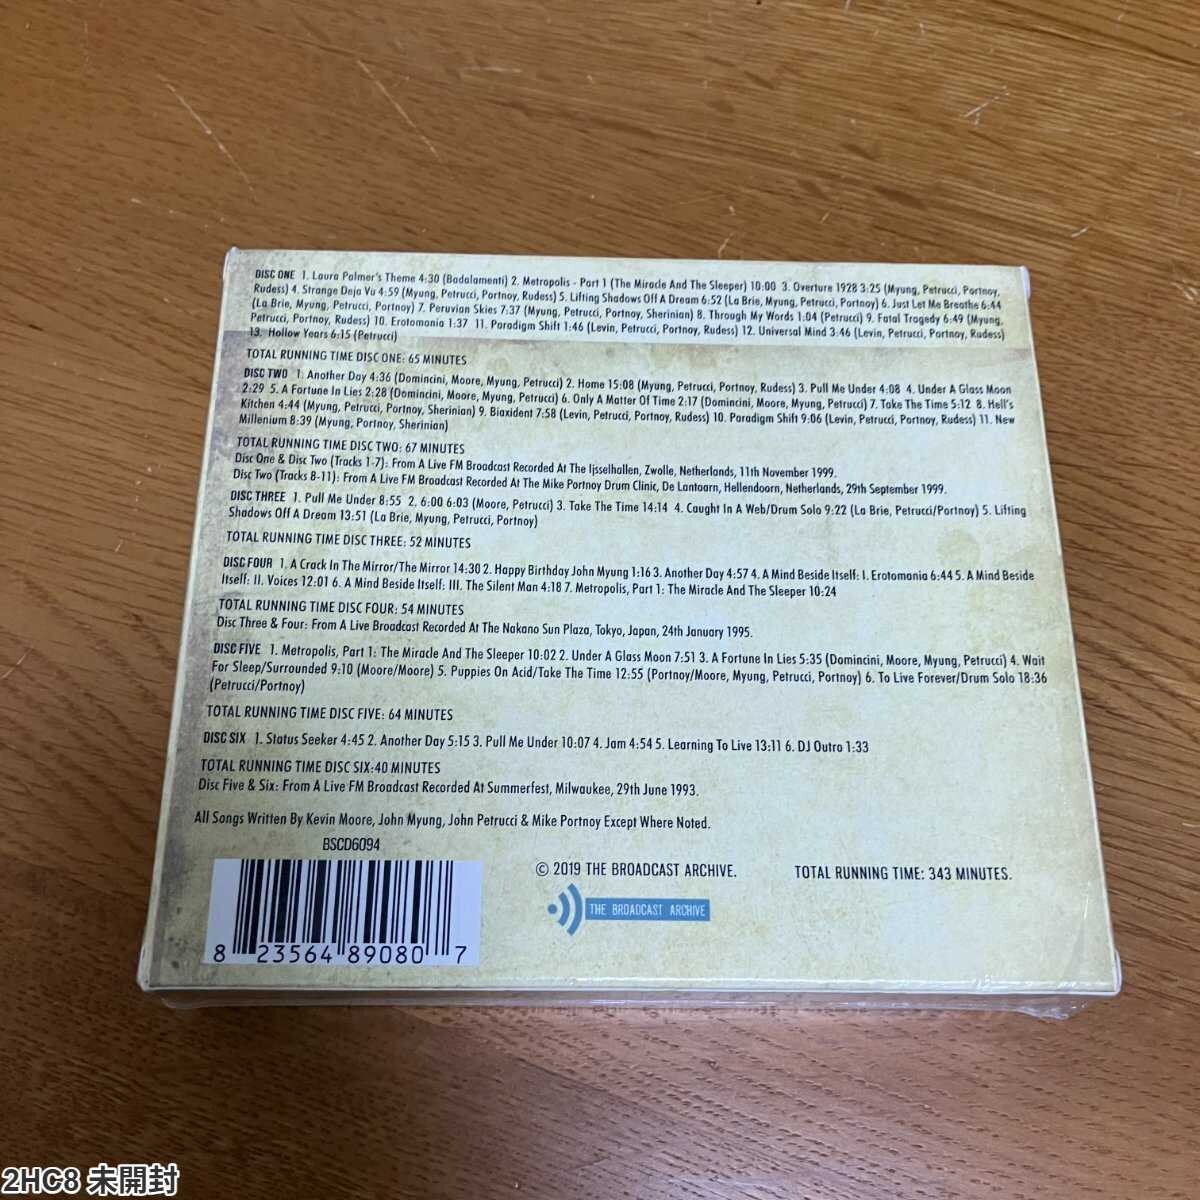 DISC ONE 1. Laura Palmer's Theme 4:30 (Badalamenti) 2. Metropolis - Part 1 (The Miracle And The Sleeper) 10:00 3. Overture 1928 3:25 (Myung, Petrucci, Portnoy,
Rudess) 4. Strange Deja Vu 4:59 (Myung, Petrucci, Portnoy, Rudess) 5. Lifting Shadows Off A Dream 6:52 (La Brie, Myung, Petrucci, Portnoy) 6. Just Let Me Breathe 6:44
(La Brie, Myung, Petrucci, Portnoy) 7. Peruvian Skies 7:37 (Myung, Petrucci, Portnoy, Sherinian) 8. Through My Words 1:04 (Petrucci) 9. Fatal Tragedy 6:49 (Myung,
Petrucci, Portnoy, Rudess) 10. Erotomania 1:37 11. Paradigm Shift 1:46 (Levin, Petrucci, Portnoy, Rudess) 12. Universal Mind 3:46 (Levin, Petrucci, Portnoy, Rudess)
13. Hollow Years 6:15 (Petrucci)
TOTAL RUNNING TIME DISC ONE: 65 MINUTES
DISC TWO 1. Another Day 4:36 (Domincini, Moore, Myung, Petrucci) 2. Home 15:08 (Myung, Petrucci, Portnoy, Rudess) 3. Pull Me Under 4:08 4. Under A Glass Moon
2:29 5. A Fortune In Lies 2:28 (Domincini, Moore, Myung, Petrucci) 6. Only A Matter Of Time 2:17 (Domincini, Moore, Myung, Petrucci) 7. Take The Time 5:12 8. Hell's
Kitchen 4:44 (Myung, Petrucci, Portnoy, Sherinian) 9. Biaxident 7:58 (Levin, Petrucci, Portnoy, Rudess) 10. Paradigm Shift 9:06 (Levin, Petrucci, Portnoy, Rudess) 11. New
Millenium 8:39 (Myung, Portnoy, Sherinian)
TOTAL RUNNING TIME DISC TWO: 67 MINUTES
Disc One & Disc Two (Tracks 1-7): From A Live FM Broadcast Recorded At The Ijsselhallen, Zwolle, Netherlands, 11th November 1999.
Disc Two (Tracks 8-11): From A Live FM Broadcast Recorded At The Mike Portnoy Drum Clinic, De Lantaarn, Hellendoorn, Netherlands, 29th September 1999.
DISC THREE 1. Pull Me Under 8:55 2. 6:00 6:03 (Moore, Petrucci) 3. Take The Time 14:14 4. Caught In A Web/Drum Solo 9:22 (La Brie, Petrucci/Portnoy) 5. Lifting
Shadows Off A Dream 13:51 (La Brie, Myung, Petrucci, Portnoy)
TOTAL RUNNING TIME DISC THREE: 52 MINUTES
DISC FOUR 1. A Crack In The Mirror/The Mirror 14:30 2. Happy Birthday John Myung 1:16 3. Another Day 4:57 4. A Mind Beside Itself: I. Erotomania 6:44 5. A Mind Beside
Itself: II. Voices 12:01 6. A Mind Beside Itself: III. The Silent Man 4:18 7. Metropolis, Part 1: The Miracle And The Sleeper 10:24
TOTAL RUNNING TIME DISC FOUR: 54 MINUTES
Disc Three & Four: From A Live Broadcast Recorded At The Nakano Sun Plaza, Tokyo, Japan, 24th January 1995.
DISC FIVE 1. Metropolis, Part 1: The Miracle And The Sleeper 10:02 2. Under A Glass Moon 7:51 3. A Fortune In Lies 5:35 (Domincini, Moore, Myung, Petrucci) 4. Wait
For Sleep/Surrounded 9:10 (Moore/Moore) 5. Puppies On Acid/Take The Time 12:55 (Portnoy/Moore, Myung, Petrucci, Portnoy) 6. To Live Forever/Drum Solo 18:36
(Petrucci/Portnoy)
TOTAL RUNNING TIME DISC FIVE: 64 MINUTES
DISC SIX 1. Status Seeker 4:45 2. Another Day 5:15 3. Pull Me Under 10:07 4. Jam 4:54 5. Learning To Live 13:11 6. DJ Outro 1:33
TOTAL RUNNING TIME DISC SIX:40 MINUTES
Disc Five & Six: From A Live FM Broadcast Recorded At Summerfest, Milwaukee, 29th June 1993.
All Songs Written By Kevin Moore, John Myung, John Petrucci & Mike Portnoy Except Where Noted.
BSCD6094
© 2019 THE BROADCAST ARCHIVE. TOTAL RUNNING TIME: 343 MINUTES.
THE BROADCAST ARCHIVE
8 23564 89080 7
2HC8 未開封